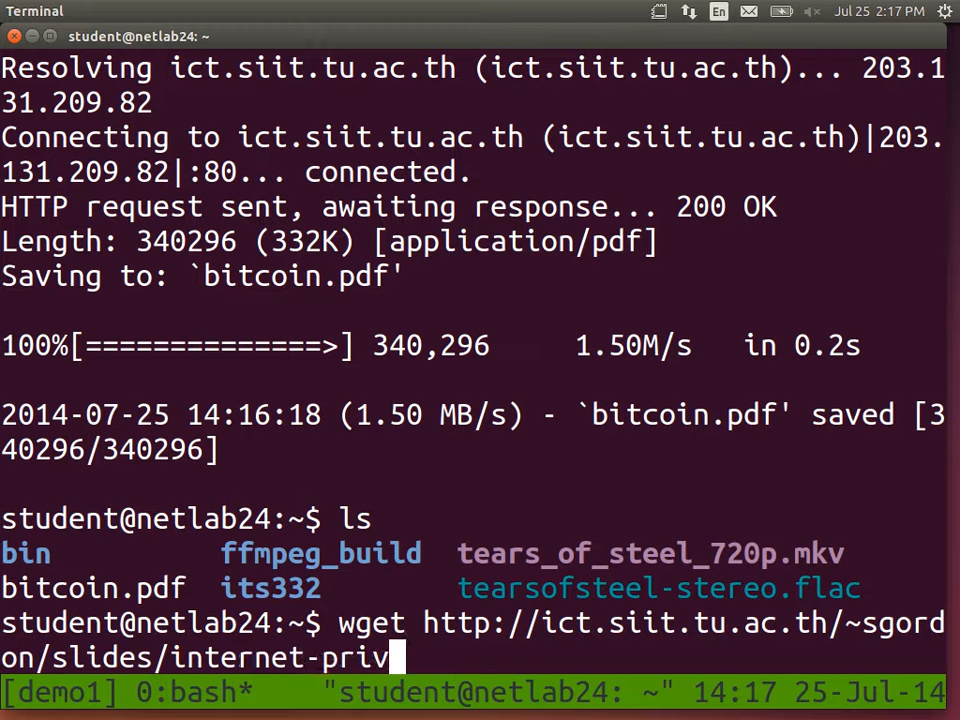 Terminal En Jul 25 2:17 PM
student@netlab24: ~
Resolving ict.siit.tu.ac.th (ict.siit.tu.ac.th)... 203.1
31.209.82
Connecting to ict.siit.tu.ac.th (ict.siit.tu.ac.th)|203.
131.209.82|:80... connected.
HTTP request sent, awaiting response... 200 OK
Length: 340296 (332K) [application/pdf]
Saving to: `bitcoin.pdf'
100%[==============>] 340,296     1.50M/s   in 0.2s
2014-07-25 14:16:18 (1.50 MB/s) - `bitcoin.pdf' saved [3
40296/340296]
student@netlab24:~$ ls
bin         ffmpeg_build  tears_of_steel_720p.mkv
bitcoin.pdf  its332        tearsofsteel-stereo.flac
student@netlab24:~$ wget http://ict.siit.tu.ac.th/~sgord
on/slides/internet-priv
[demo1] 0:bash*    "student@netlab24: ~" 14:17 25-Jul-14